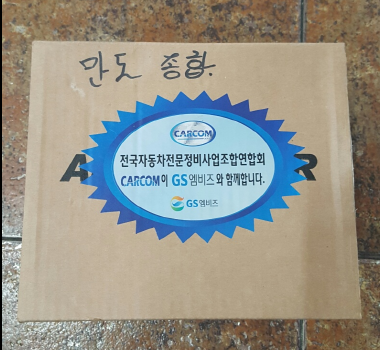 만도 종합.
CARCOM
전국자동차전문정비사업조합연합회
A R
CARCOM이 GS엠비즈와 함께합니다.
GS엠비즈